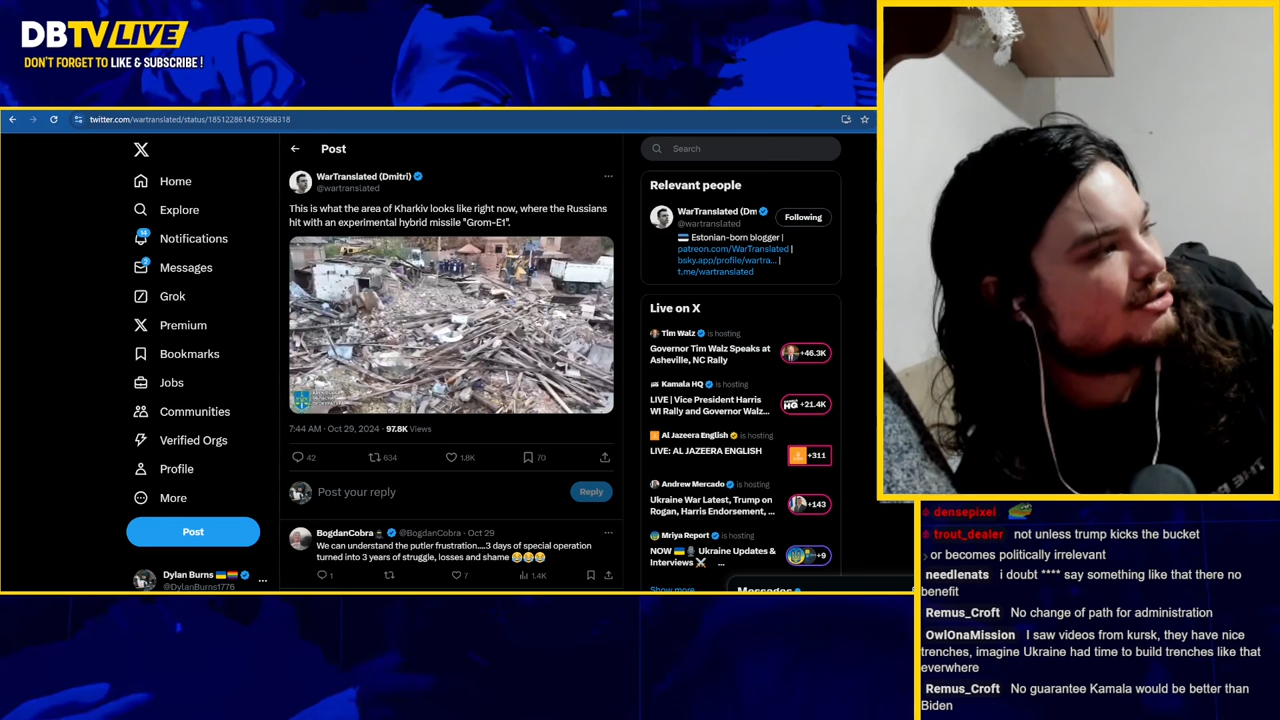 DBTV LIVE
DON'T FORGET TO LIKE & SUBSCRIBE !
twitter.com/wartranslated/status/1851228614575968318
Home
Explore
14
Notifications
2
Messages
Grok
Premium
Bookmarks
Jobs
Communities
Verified Orgs
Profile
More
Post
Dylan Burns
@DylanBurns1776
Post
WarTranslated (Dmitri)
@wartranslated
This is what the area of Kharkiv looks like right now, where the Russians
hit with an experimental hybrid missile "Grom-E1".
7:44 AM · Oct 29, 2024 · 97.8K Views
42
634
1.8K
70
Post your reply
Reply
BogdanCobra @BogdanCobra · Oct 29
We can understand the putler frustration....3 days of special operation
turned into 3 years of struggle, losses and shame
1
7
1.4K
Search
Relevant people
WarTranslated (Dm
@wartranslated
Following
Estonian-born blogger |
patreon.com/WarTranslated |
bsky.app/profile/wartra... |
t.me/wartranslated
Live on X
Tim Walz is hosting
Governor Tim Walz Speaks at
Asheville, NC Rally
+46.3K
Kamala HQ is hosting
LIVE | Vice President Harris
WI Rally and Governor Walz...
HQ +21.4K
Al Jazeera English is hosting
LIVE: AL JAZEERA ENGLISH
+311
Andrew Mercado is hosting
Ukraine War Latest, Trump on
Rogan, Harris Endorsement, ...
+143
Mriya Report is hosting
NOW Ukraine Updates &
Interviews ...
+9
Show more
Messages
densepixel
trout_dealer not unless trump kicks the bucket
or becomes politically irrelevant
needlenats i doubt **** say something like that there no
benefit
Remus_Croft No change of path for administration
OwlOnaMission I saw videos from kursk, they have nice
trenches, imagine Ukraine had time to build trenches like that
everwhere
Remus_Croft No guarantee Kamala would be better than
Biden